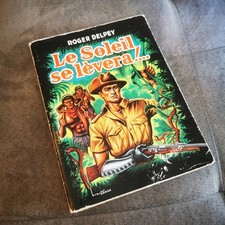 ROGER DELPEY
Le Soleil
se lèvera!...